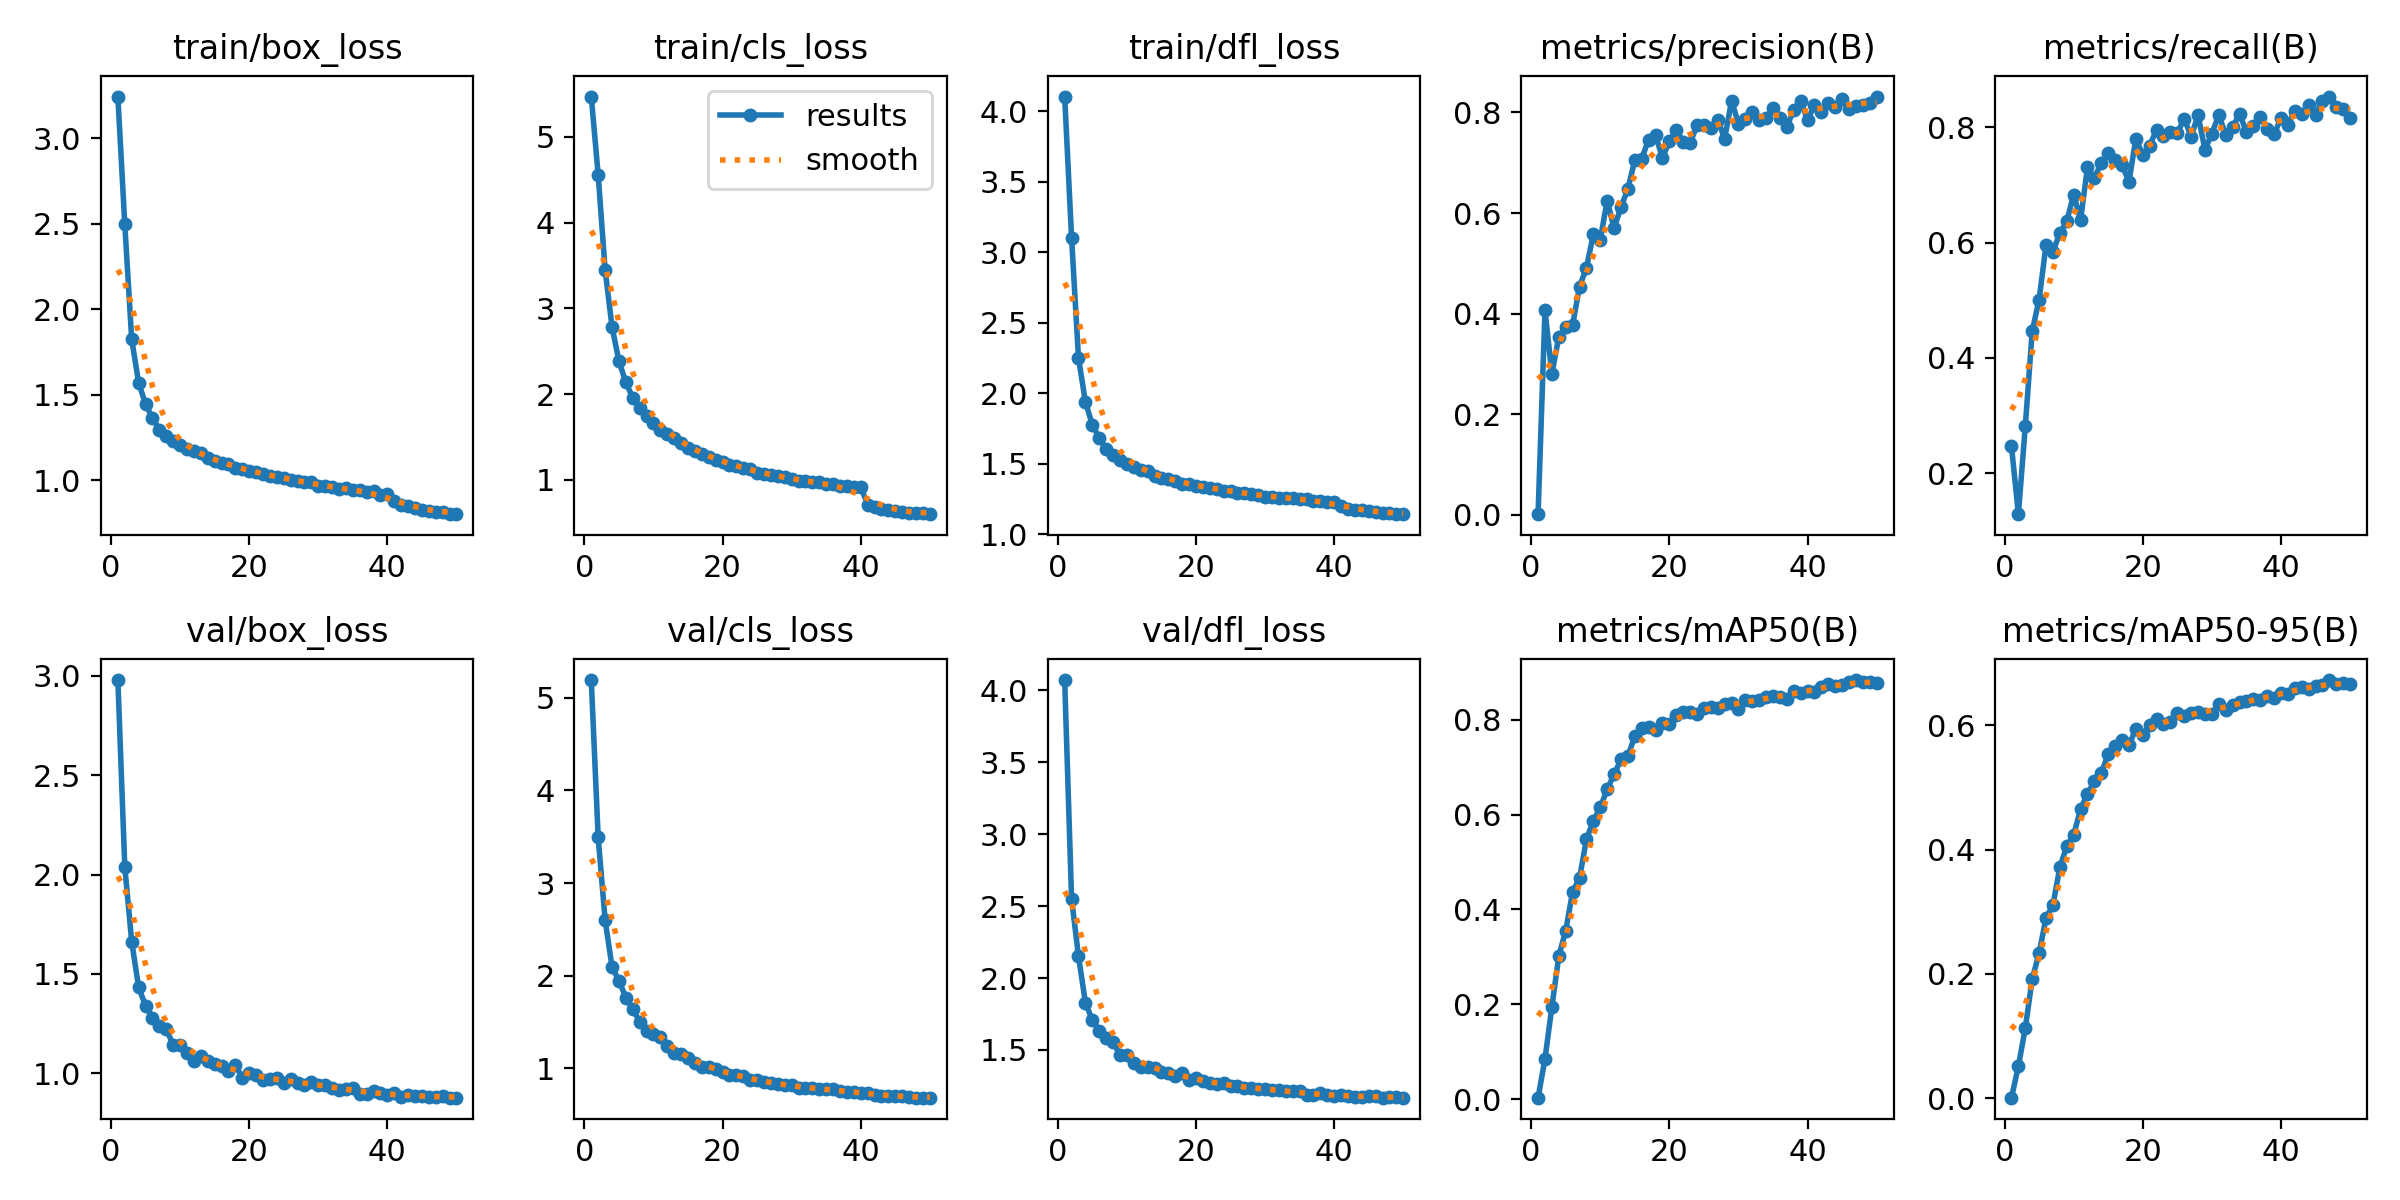 train/box_loss
3.0
2.5
2.0
1.5
1.0
0 20 40
train/cls_loss
results
smooth
5
4
3
2
1
0 20 40
train/dfl_loss
4.0
3.5
3.0
2.5
2.0
1.5
1.0
0 20 40
metrics/precision(B)
0.8
0.6
0.4
0.2
0.0
0 20 40
metrics/recall(B)
0.8
0.6
0.4
0.2
0 20 40
val/box_loss
3.0
2.5
2.0
1.5
1.0
0 20 40
val/cls_loss
5
4
3
2
1
0 20 40
val/dfl_loss
4.0
3.5
3.0
2.5
2.0
1.5
0 20 40
metrics/mAP50(B)
0.8
0.6
0.4
0.2
0.0
0 20 40
metrics/mAP50-95(B)
0.6
0.4
0.2
0.0
0 20 40